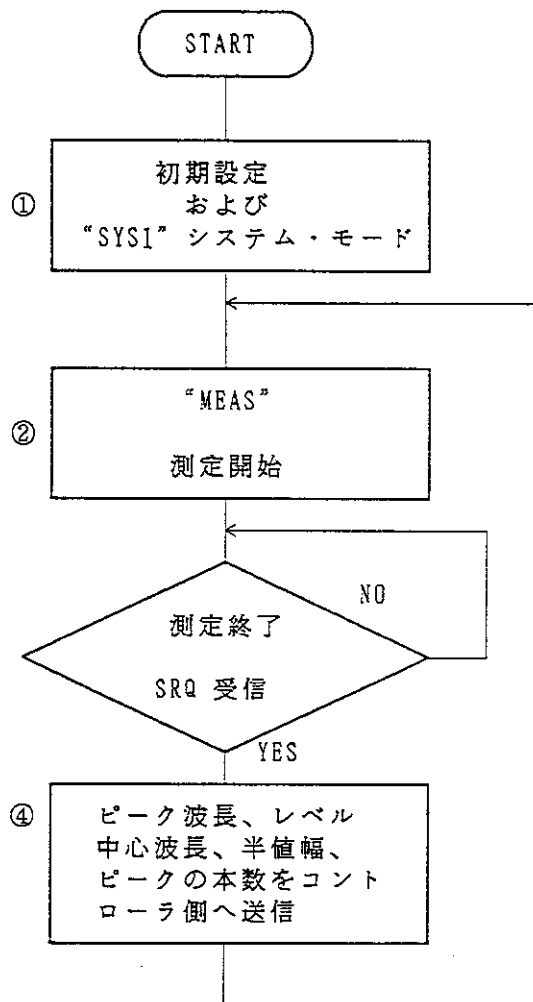 START
①
初期設定
および
“SYS1” システム・モード
②
“MEAS”
測定開始
NO
測定終了
SRQ 受信
YES
④
ピーク波長、レベル
中心波長、半値幅、
ピークの本数をコント
ローラ側へ送信